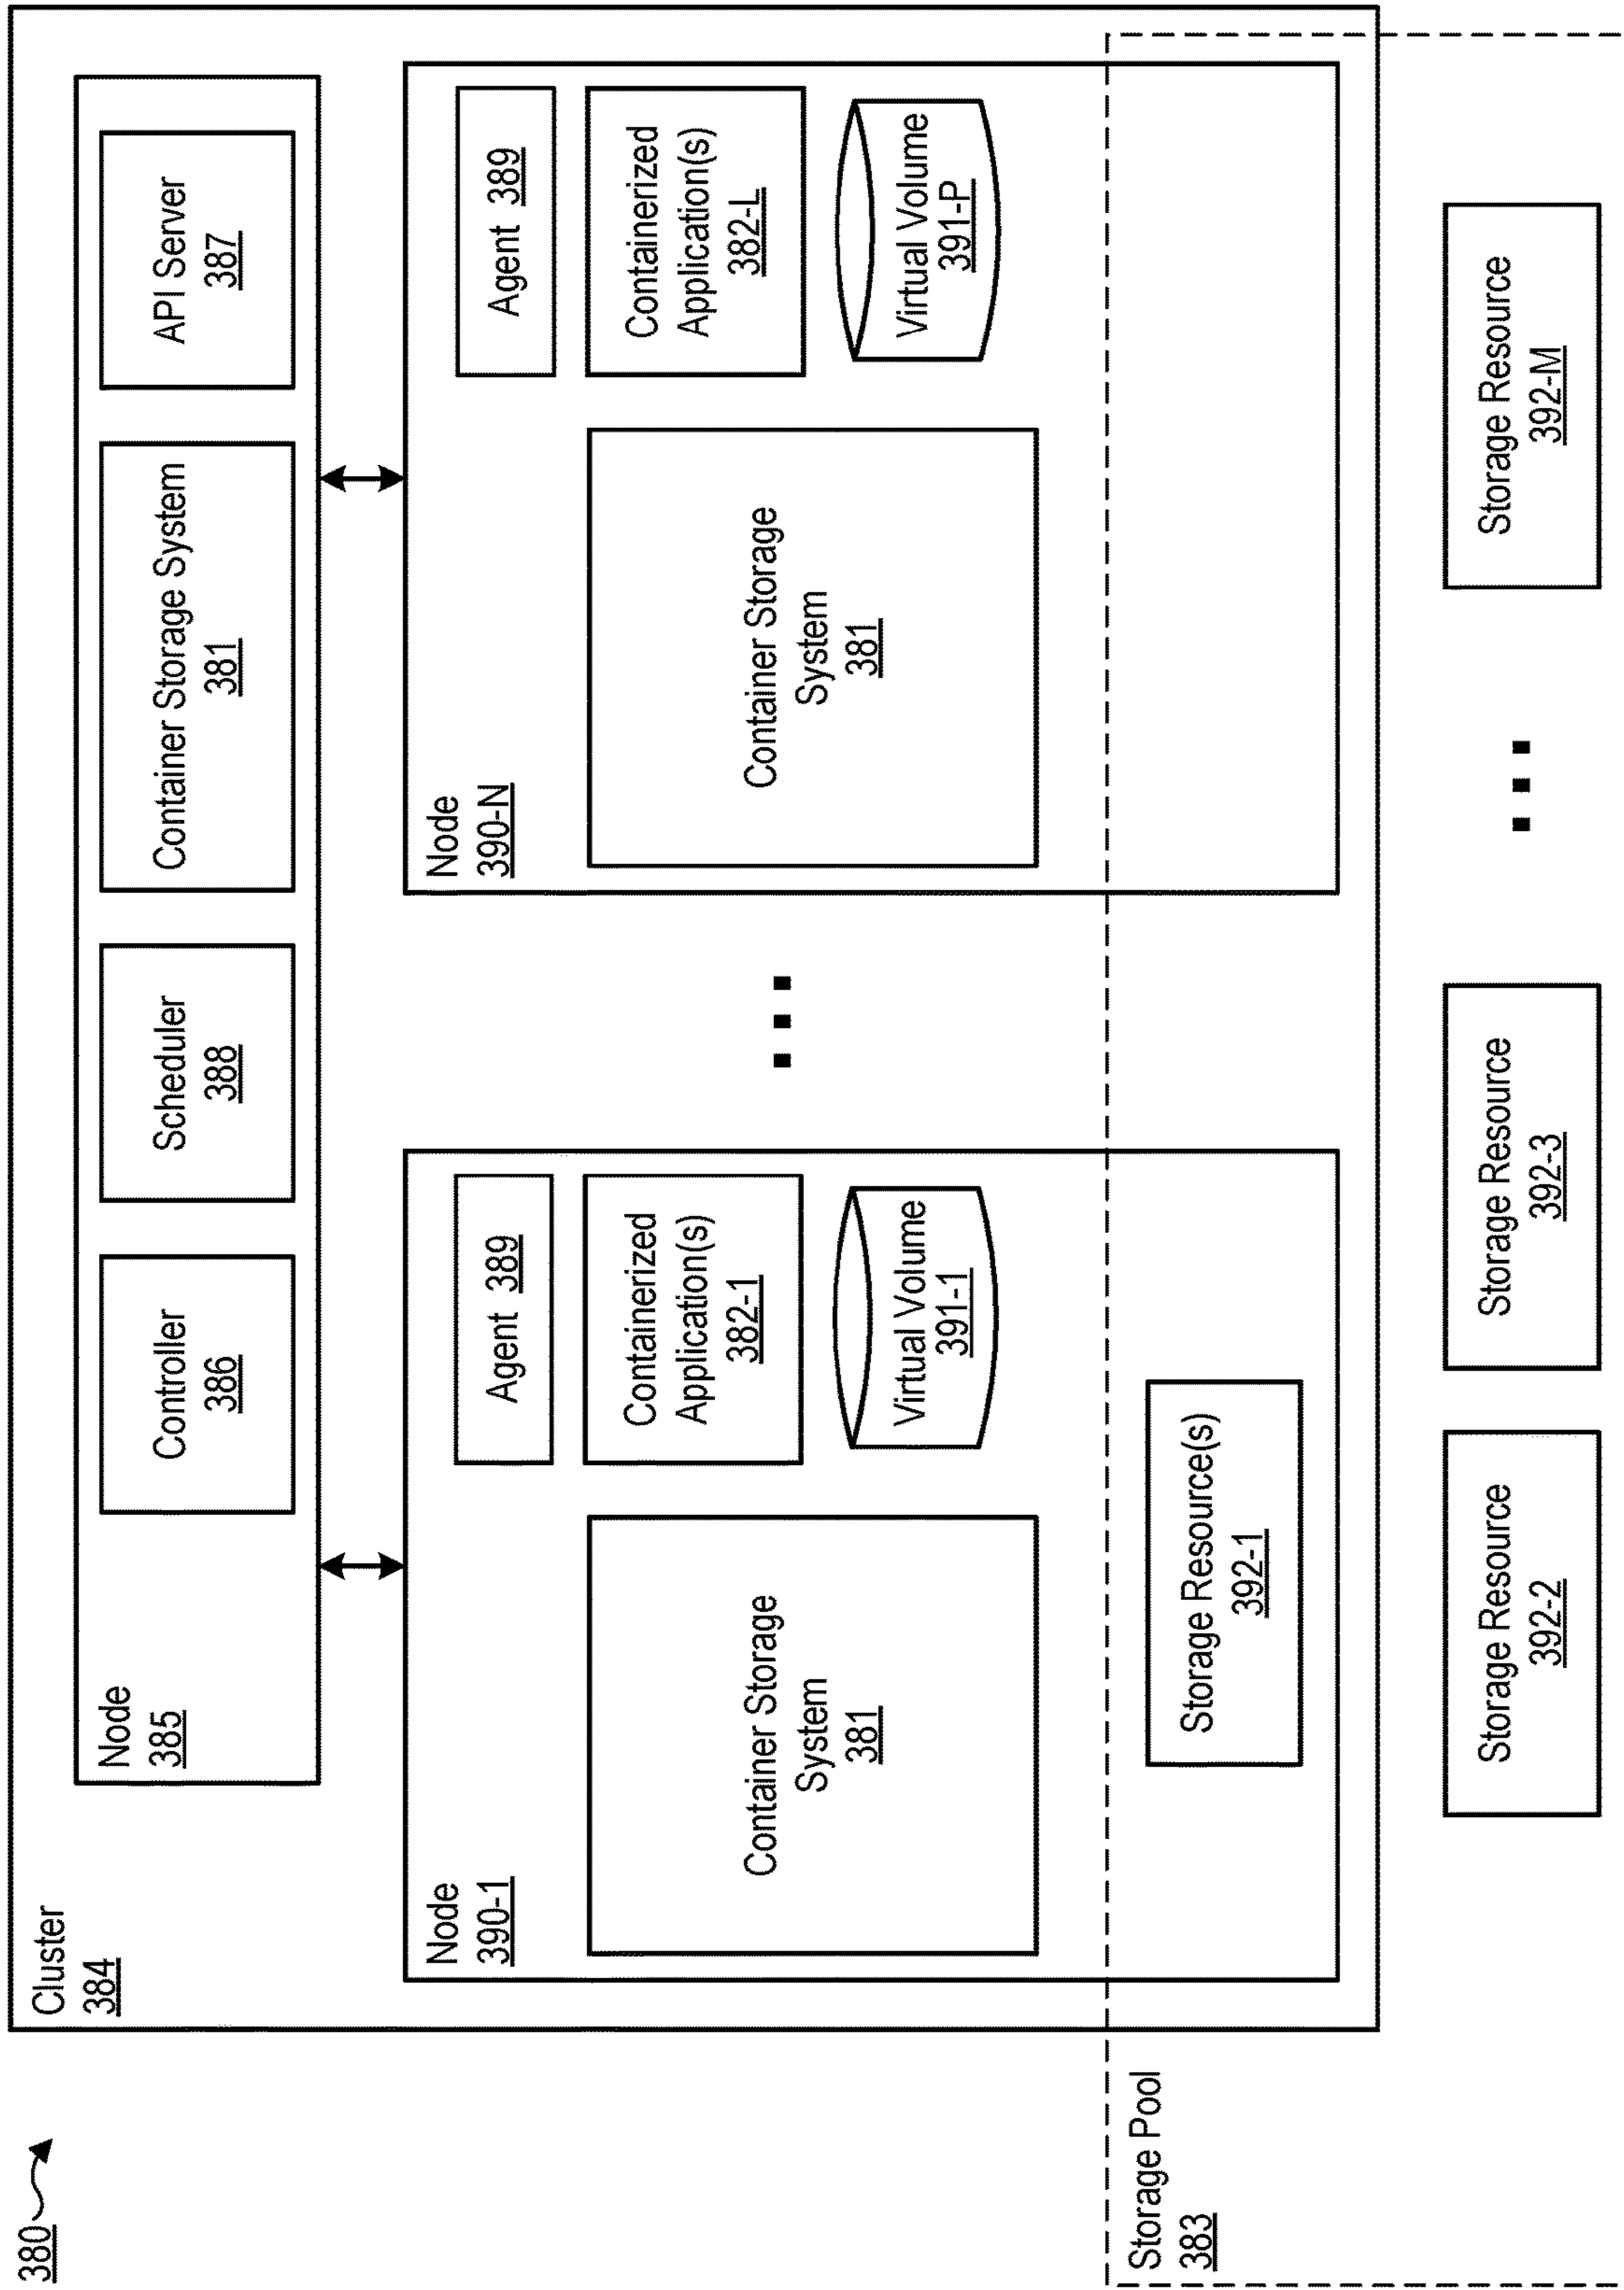 380
Cluster
384
Node
385
Controller
386
Scheduler
388
Container Storage System
381
API Server
387
Node
390-1
Agent 389
Containerized
Application(s)
382-1
Virtual Volume
391-1
Container Storage
System
381
Storage Resource(s)
392-1
Node
390-N
Agent 389
Containerized
Application(s)
382-L
Virtual Volume
391-P
Container Storage
System
381
Storage Pool
383
Storage Resource
392-2
Storage Resource
392-3
Storage Resource
392-M